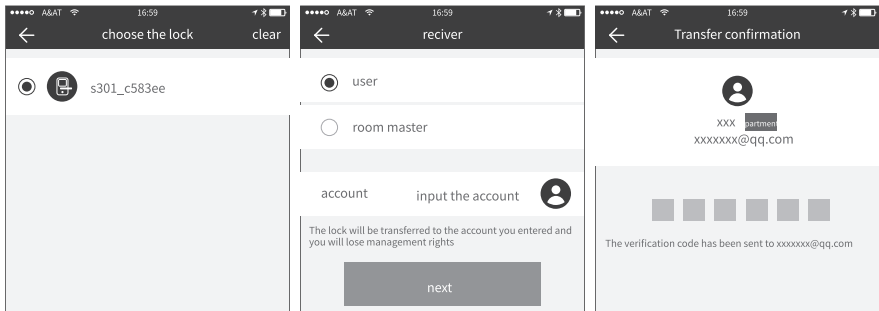 A&AT 16:59
choose the lock clear
s301_c583ee
A&AT 16:59
reciver
user
room master
account input the account
The lock will be transferred to the account you entered and
you will lose management rights
next
A&AT 16:59
Transfer confirmation
xxx partment
xxxxxxx@qq.com
The verification code has been sent to xxxxxxx@qq.com